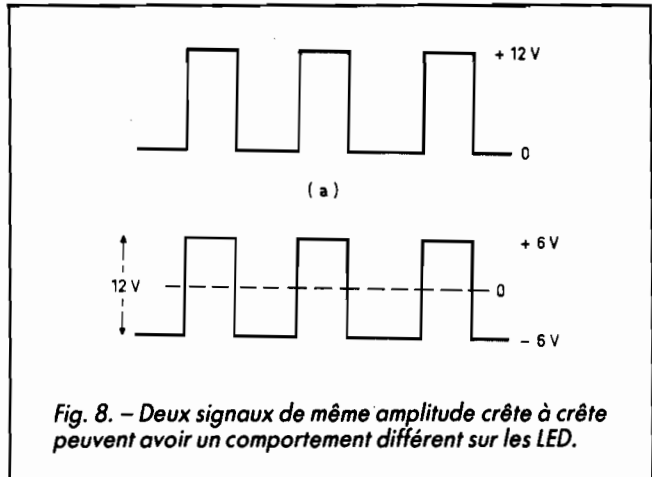 + 12 V
0
( a )
+ 6 V
12 V
0
- 6 V
Fig. 8. – Deux signaux de même amplitude crête à crête
peuvent avoir un comportement différent sur les LED.